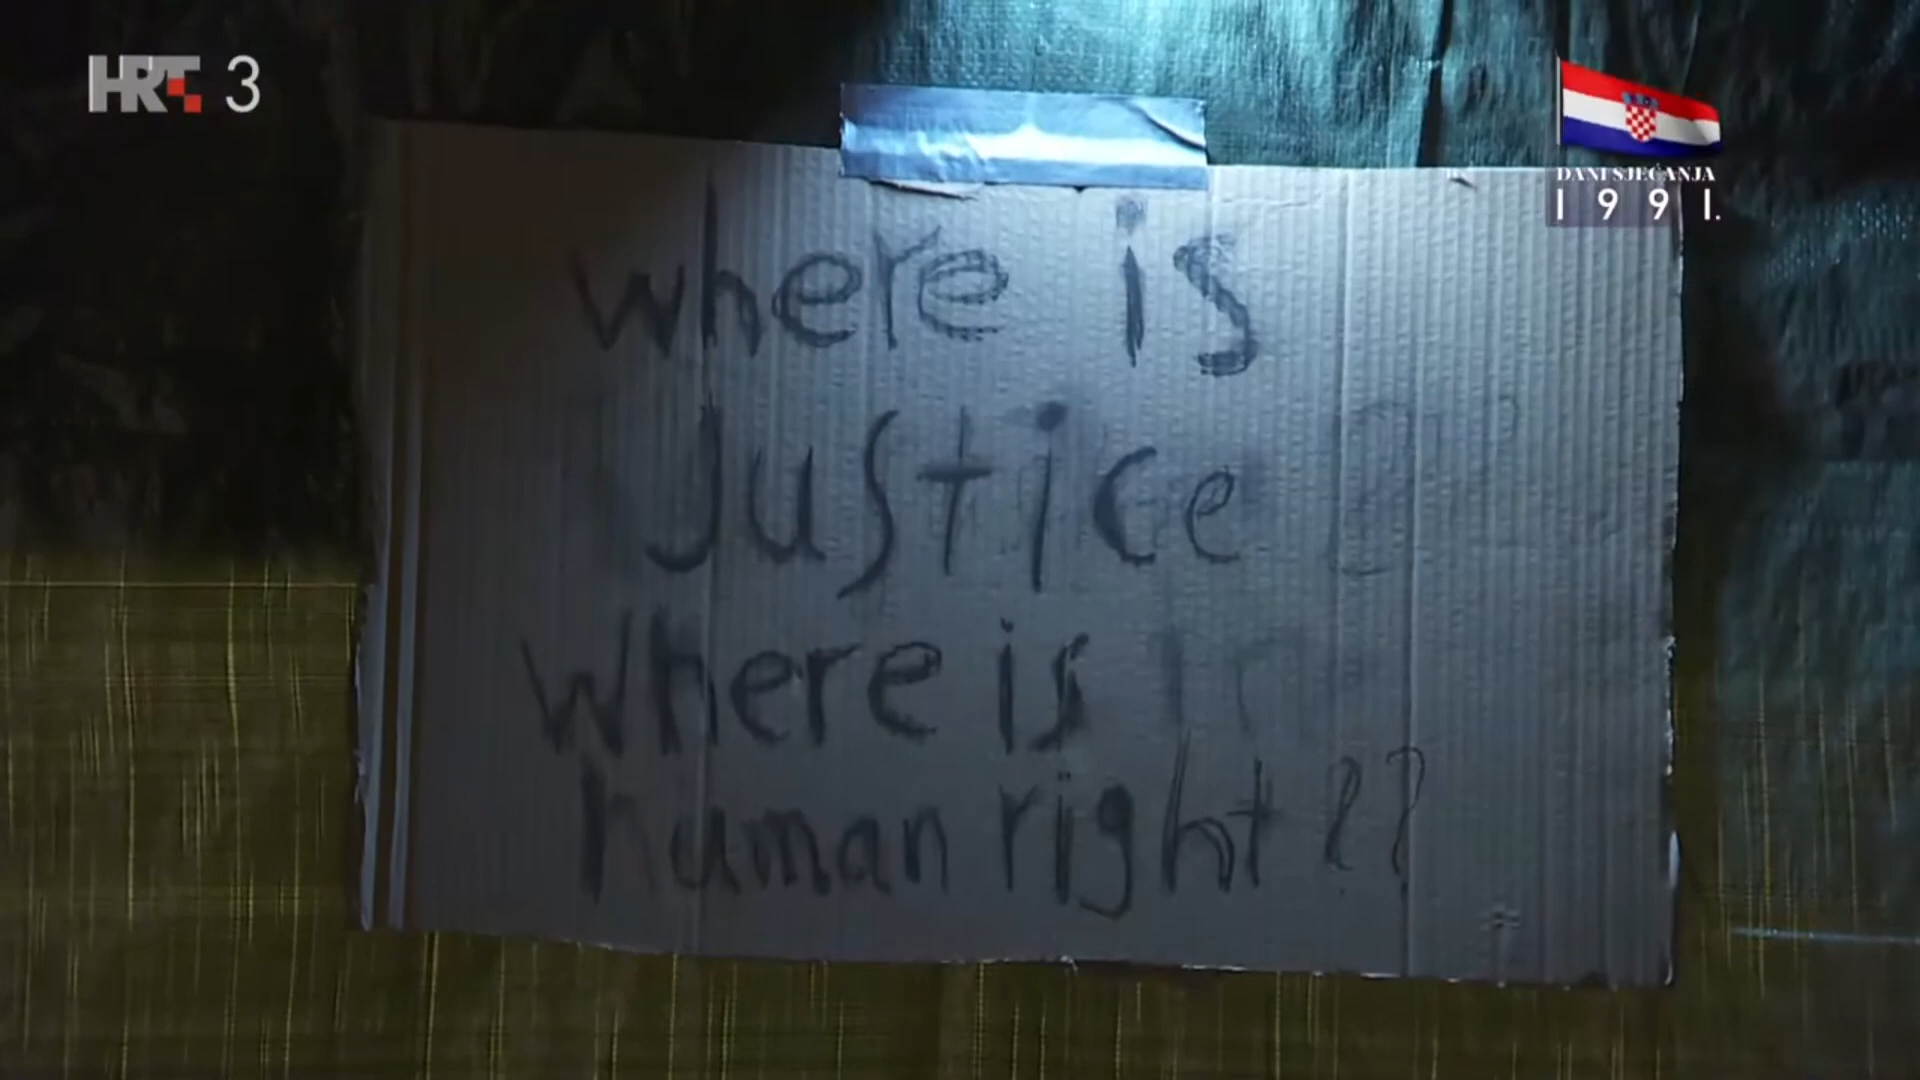 HRT 3
DANI SJEĆANJA
1991.
where is
Justice
where is
human right??